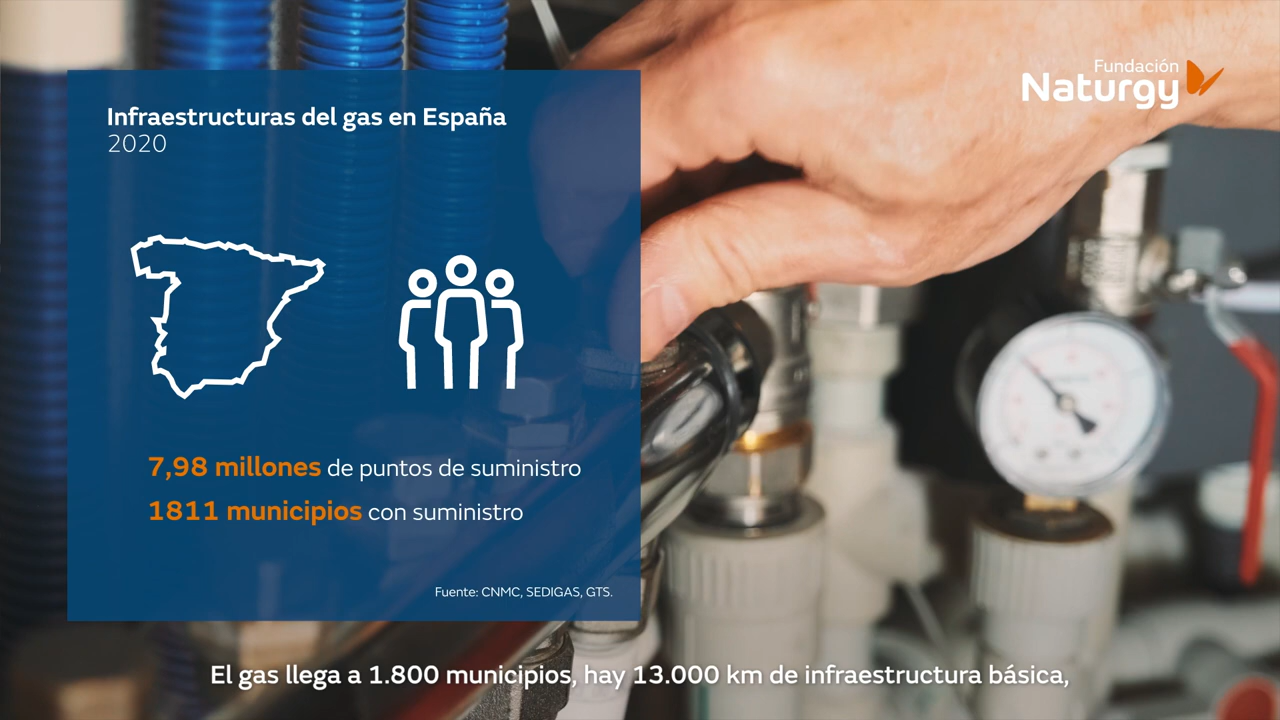 Fundación
Naturgy
Infraestructuras del gas en España
2020
7,98 millones de puntos de suministro
1811 municipios con suministro
Fuente: CNMC, SEDIGAS, GTS.
El gas llega a 1.800 municipios, hay 13.000 km de infraestructura básica,